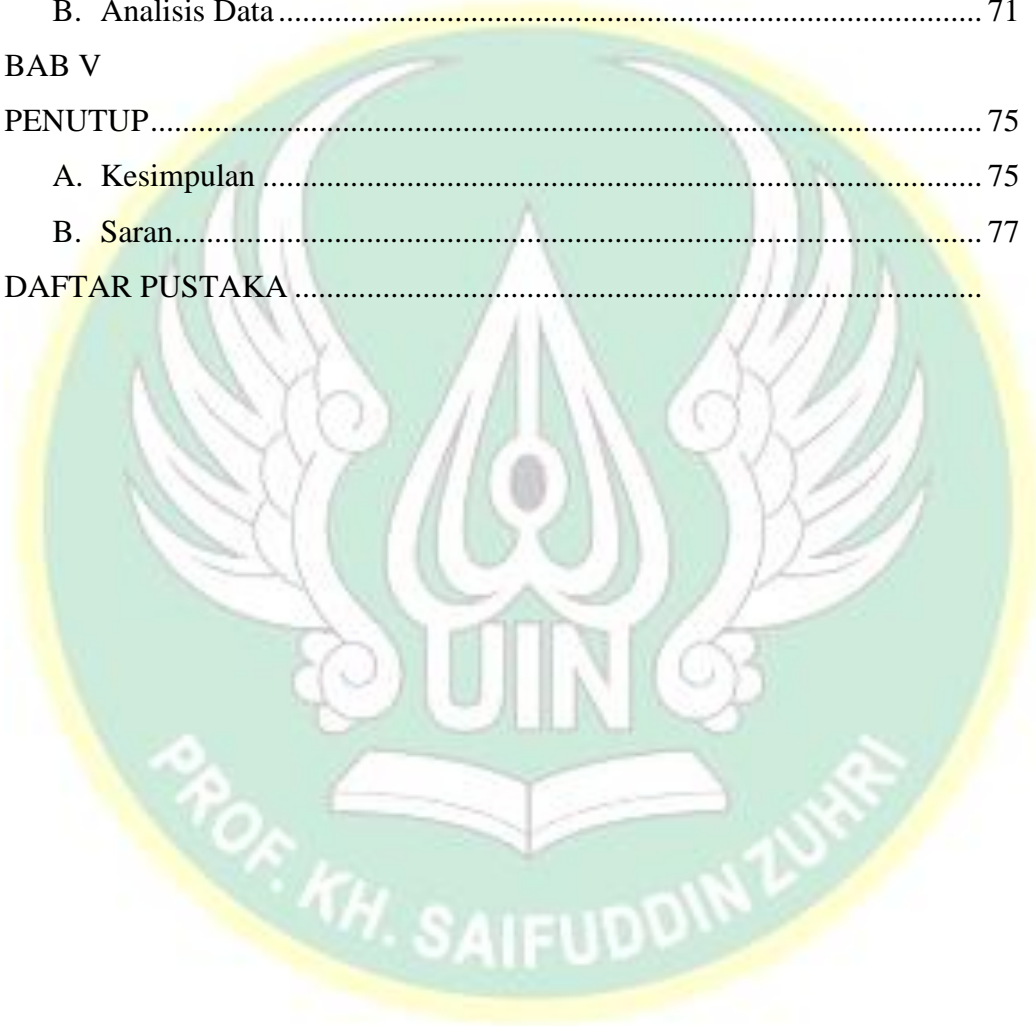 B. Analisis Data........................................................................................................ 71
BAB V
PENUTUP............................................................................................................. 75
A. Kesimpulan ......................................................................................................... 75
B. Saran.................................................................................................................... 77
DAFTAR PUSTAKA ...........................................................................................
UIN
PROF. KH. SAIFUDDIN ZUHRI